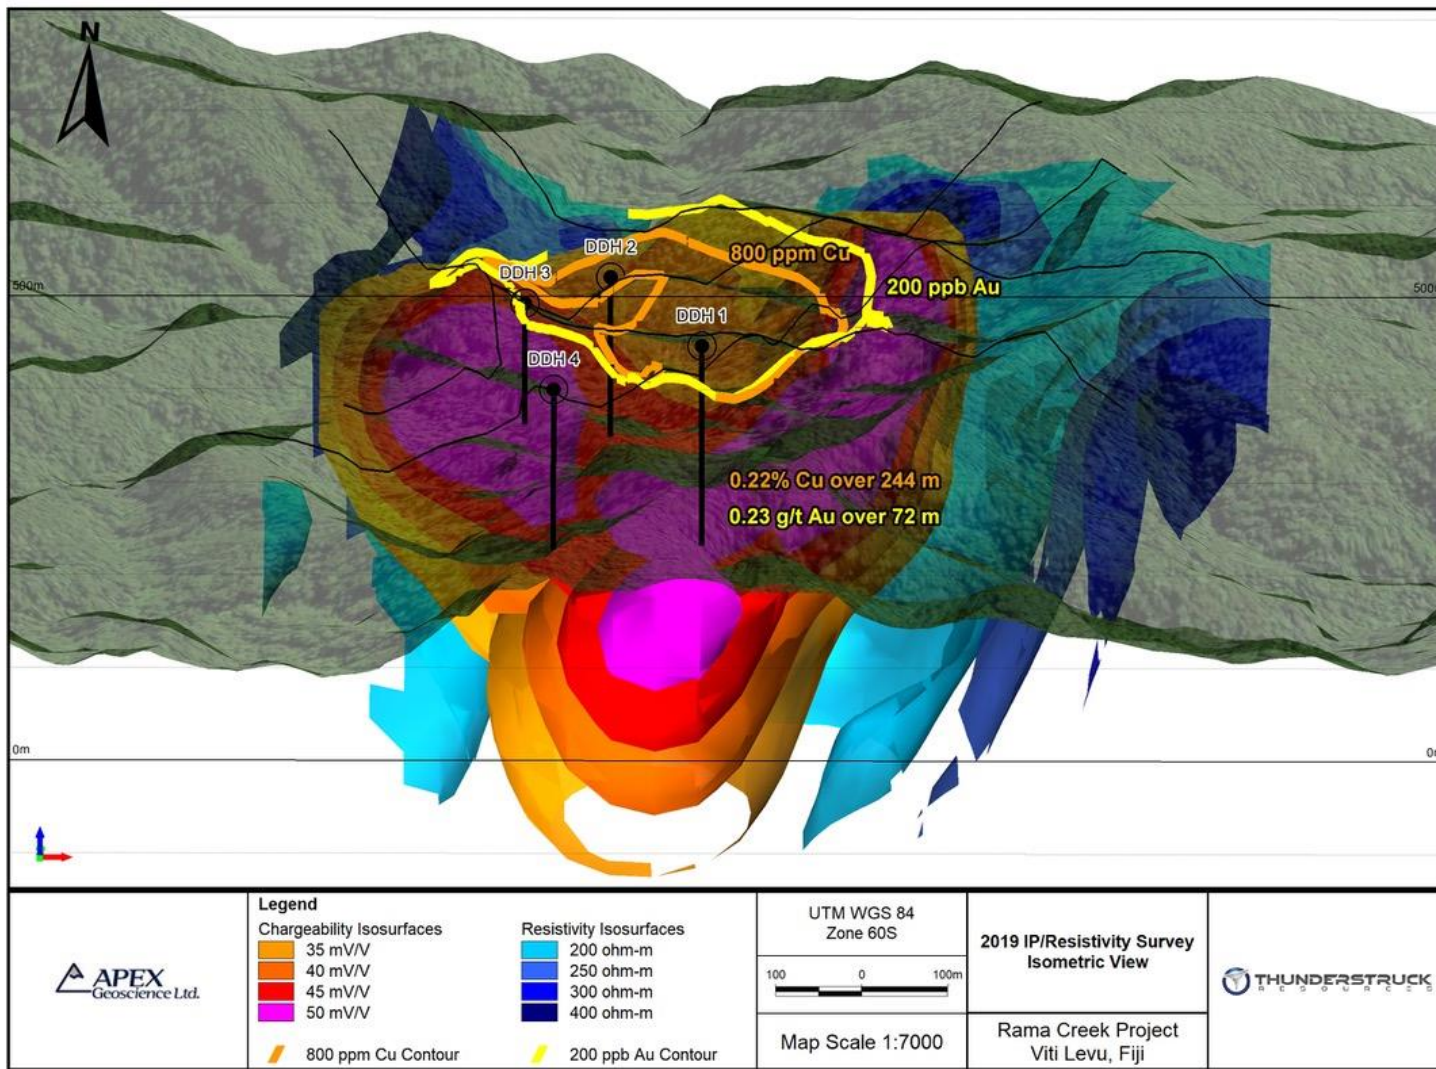 N
800 ppm Cu
DDH 2
DDH 3
200 ppb Au
500m
500
DDH 1
DDH 4
0.22% Cu over 244 m
0.23 g/t Au over 72 m
0m
0
APEX
Geoscience Ltd.
Legend
Chargeability Isosurfaces
35 mV/V
40 mV/V
45 mV/V
50 mV/V
800 ppm Cu Contour
Resistivity Isosurfaces
200 ohm-m
250 ohm-m
300 ohm-m
400 ohm-m
200 ppb Au Contour
UTM WGS 84
Zone 60S
100 0 100m
Map Scale 1:7000
2019 IP/Resistivity Survey
Isometric View
Rama Creek Project
Viti Levu, Fiji
THUNDERSTRUCK
RESOURCES